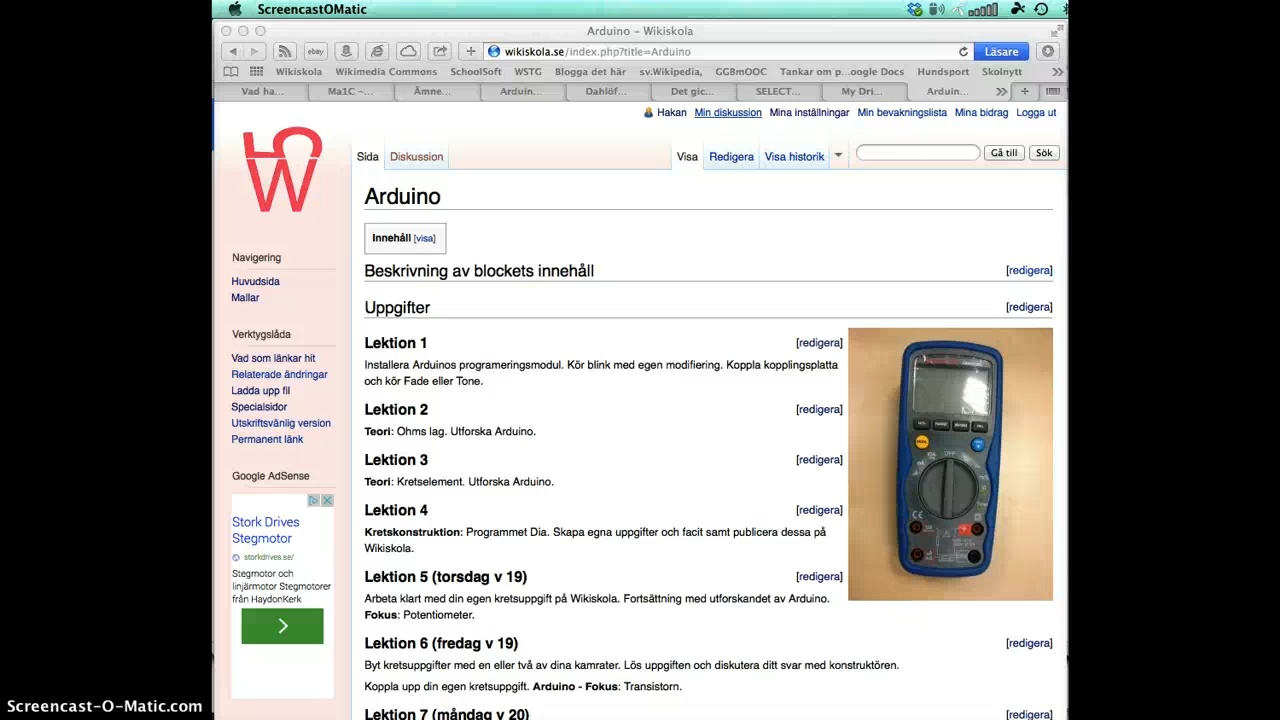 ScreencastOMatic
Arduino – Wikiskola
ebay
wikiskola.se/index.php?title=Arduino
Läsare
Wikiskola Wikimedia Commons SchoolSoft WSTG Blogga det här sv.Wikipedia, GGBmOOC Tankar om p...oogle Docs Hundsport Skolnytt
Vad ha... Ma1C –... Ämne... Arduin... Dahlöf... Det gic... SELECT... My Dri... Arduin...
Hakan Min diskussion Mina inställningar Min bevakningslista Mina bidrag Logga ut
Sida Diskussion Visa Redigera Visa historik Gå till Sök
W
Navigering
Huvudsida
Mallar
Verktygslåda
Vad som länkar hit
Relaterade ändringar
Ladda upp fil
Specialsidor
Utskriftsvänlig version
Permanent länk
Google AdSense
Stork Drives
Stegmotor
storkdrives.se/
Stegmotor och
linjärmotor Stegmotorer
från HaydonKerk
Arduino
Innehåll [visa]
Beskrivning av blockets innehåll [redigera]
Uppgifter [redigera]
Lektion 1 [redigera]
Installera Arduinos programeringsmodul. Kör blink med egen modifiering. Koppla kopplingsplatta
och kör Fade eller Tone.
Lektion 2 [redigera]
Teori: Ohms lag. Utforska Arduino.
Lektion 3 [redigera]
Teori: Kretselement. Utforska Arduino.
Lektion 4 [redigera]
Kretskonstruktion: Programmet Dia. Skapa egna uppgifter och facit samt publicera dessa på
Wikiskola.
Lektion 5 (torsdag v 19) [redigera]
Arbeta klart med din egen kretsuppgift på Wikiskola. Fortsättning med utforskandet av Arduino.
Fokus: Potentiometer.
Lektion 6 (fredag v 19) [redigera]
Byt kretsuppgifter med en eller två av dina kamrater. Lös uppgiften och diskutera ditt svar med konstruktören.
Koppla upp din egen kretsuppgift. Arduino - Fokus: Transistorn.
Lektion 7 (måndag v 20) [redigera]
OFF
CE
Screencast-O-Matic.com